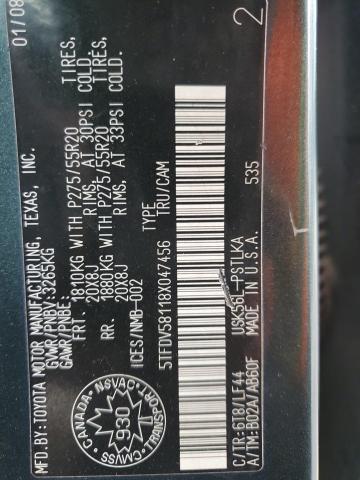 MFD.BY:TOYOTA MOTOR MANUFACTURING, TEXAS, INC. 01/08
GVWR/PNBV:3265KG
GAWR/PNBE:
FRT. 1810KG WITH P275/55R20 TIRES,
20X8J RIMS, AT 30PSI COLD.
RR. 1880KG WITH P275/55R20 TIRES,
20X8J RIMS, AT 33PSI COLD.
ICES/NMB-002
CANADA NSVAC
930
CMVSS TRANSPORT
TYPE
5TFDV58118X047456 TRU/CAM
USK56L-PSTLKA 535
C/TR:6T8/LF44
A/TM:B02A/AB60F MADE IN U.S.A. 2